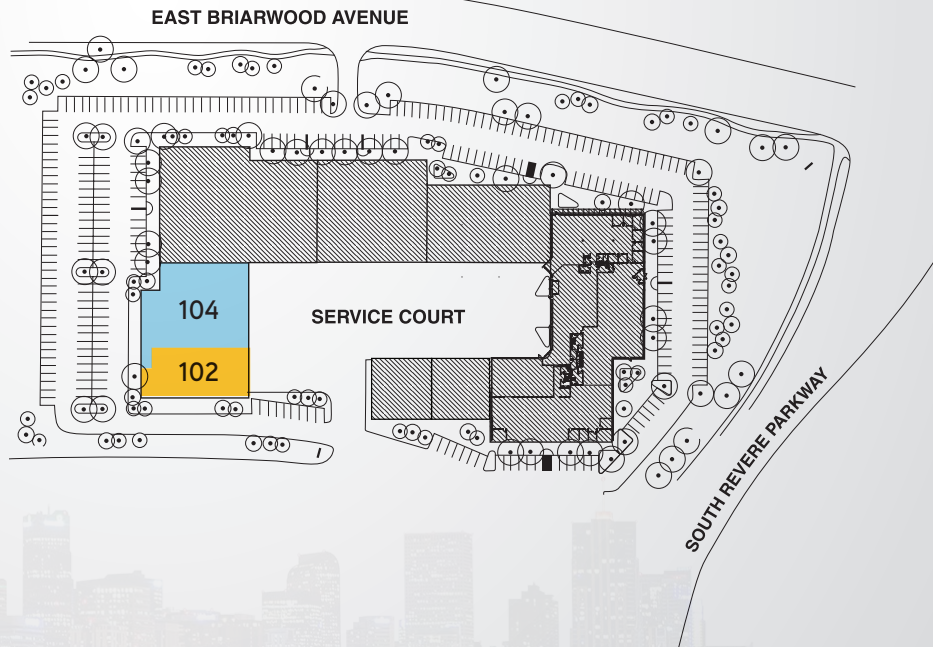 EAST BRIARWOOD AVENUE
104
SERVICE COURT
102
SOUTH REVERE PARKWAY